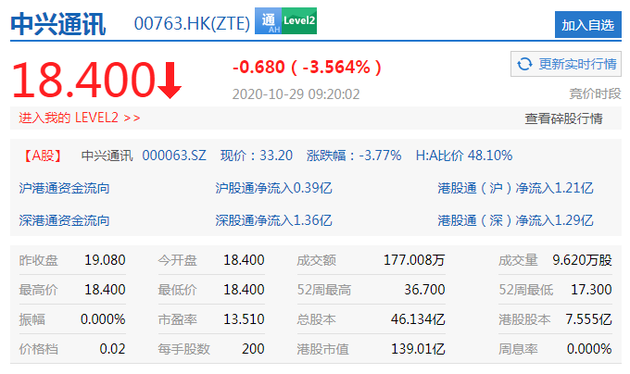 中兴通讯 00763.HK(ZTE) 通 AH Level2 加入自选
18.400 -0.680 ( -3.564% ) 更新实时行情
2020-10-29 09:20:02 竞价时段
进入我的 LEVEL2 >> 查看碎股行情
【A股】 中兴通讯 000063.SZ 现价：33.20 涨跌幅：-3.77% H:A比价 48.10%
沪港通资金流向 沪股通净流入0.39亿 港股通（沪）净流入1.21亿
深港通资金流向 深股通净流入1.36亿 港股通（深）净流入1.29亿
昨收盘 19.080 今开盘 18.400 成交额 177.008万 成交量 9.620万股
最高价 18.400 最低价 18.400 52周最高 36.700 52周最低 17.300
振幅 0.000% 市盈率 13.510 总股本 46.134亿 港股股本 7.555亿
价格档 0.02 每手股数 200 港股市值 139.01亿 周息率 0.000%